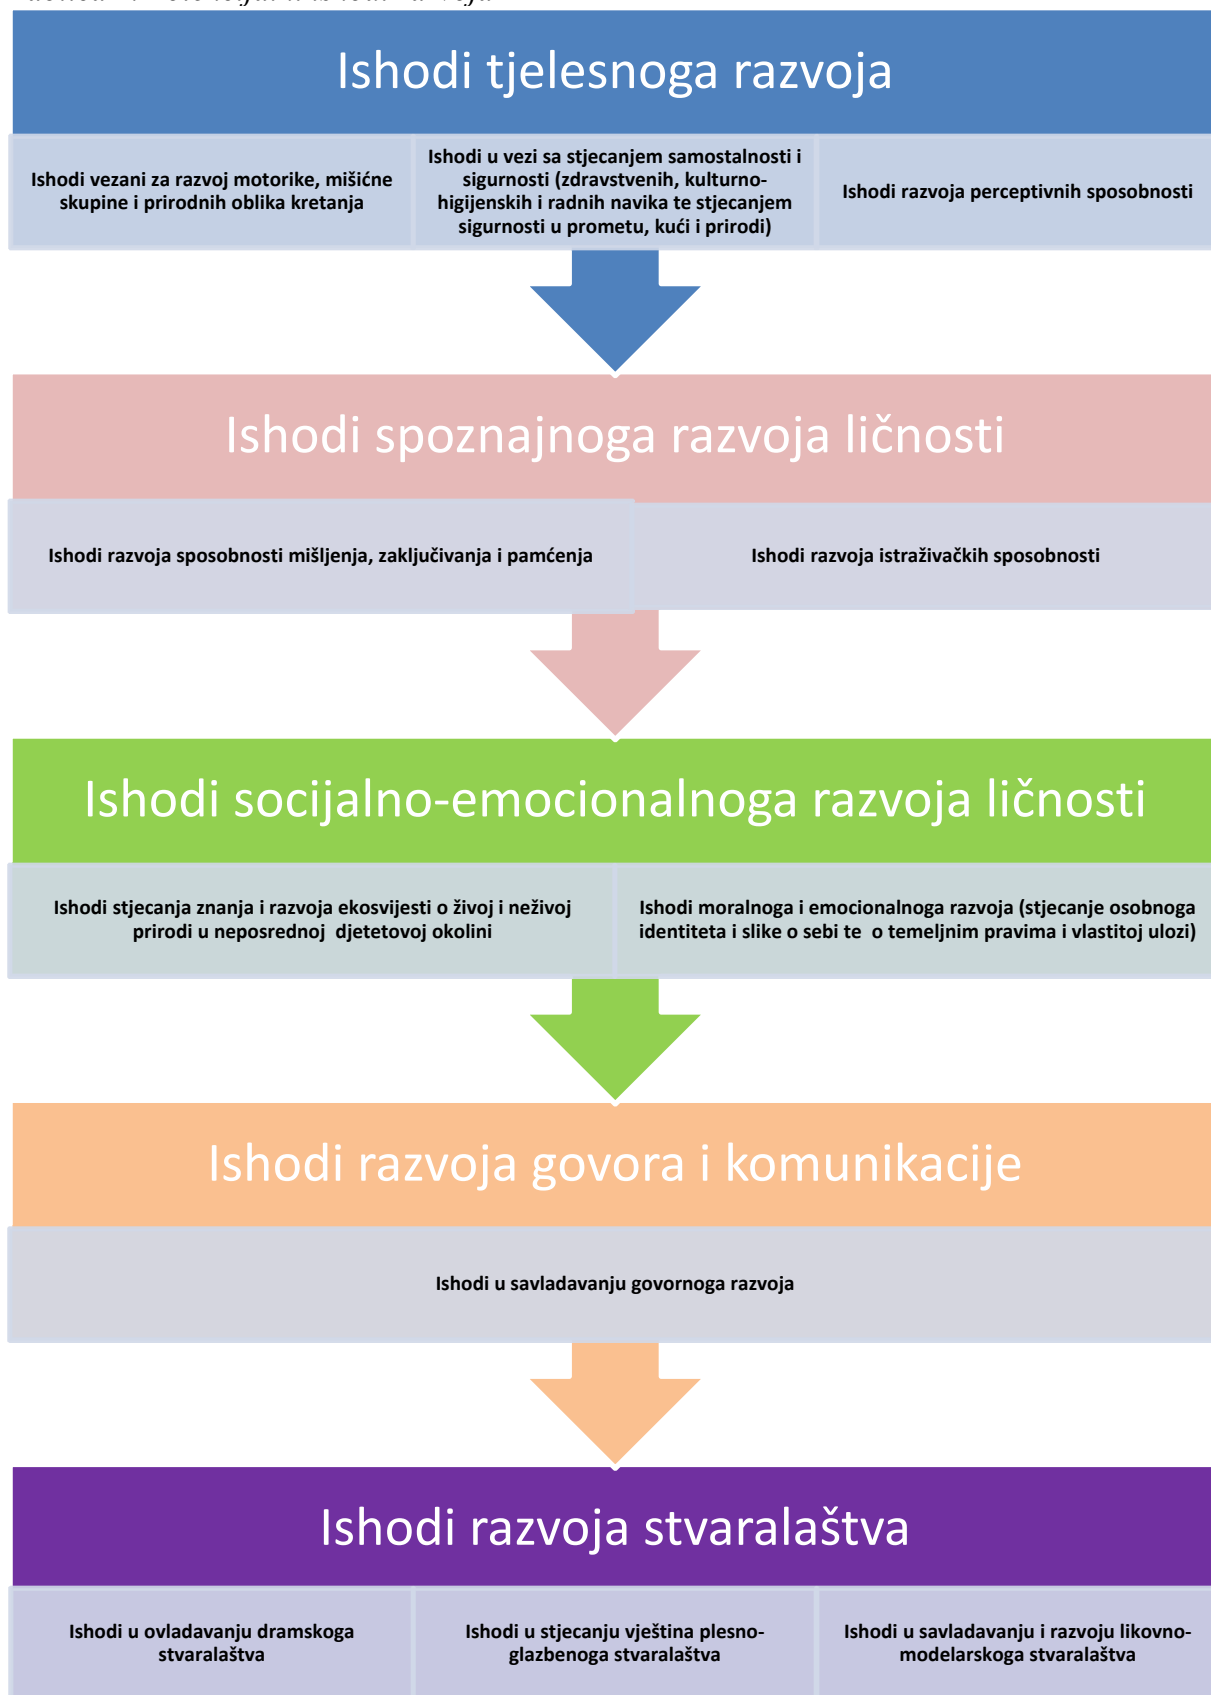 Ishodi tjelesnoga razvoja
Ishodi vezani za razvoj motorike, mišićne
skupine i prirodnih oblika kretanja
Ishodi u vezi sa stjecanjem samostalnosti i
sigurnosti (zdravstvenih, kulturno-
higijenskih i radnih navika te stjecanjem
sigurnosti u prometu, kući i prirodi)
Ishodi razvoja perceptivnih sposobnosti
Ishodi spoznajnoga razvoja ličnosti
Ishodi razvoja sposobnosti mišljenja, zaključivanja i pamćenja
Ishodi razvoja istraživačkih sposobnosti
Ishodi socijalno-emocionalnoga razvoja ličnosti
Ishodi stjecanja znanja i razvoja ekosvijesti o živoj i neživoj
prirodi u neposrednoj djetetovoj okolini
Ishodi moralnoga i emocionalnoga razvoja (stjecanje osobnoga
identiteta i slike o sebi te o temeljnim pravima i vlastitoj ulozi)
Ishodi razvoja govora i komunikacije
Ishodi u savladavanju govornoga razvoja
Ishodi razvoja stvaralaštva
Ishodi u ovladavanju dramskoga
stvaralaštva
Ishodi u stjecanju vještina plesno-
glazbenoga stvaralaštva
Ishodi u savladavanju i razvoju likovno-
modelarskoga stvaralaštva